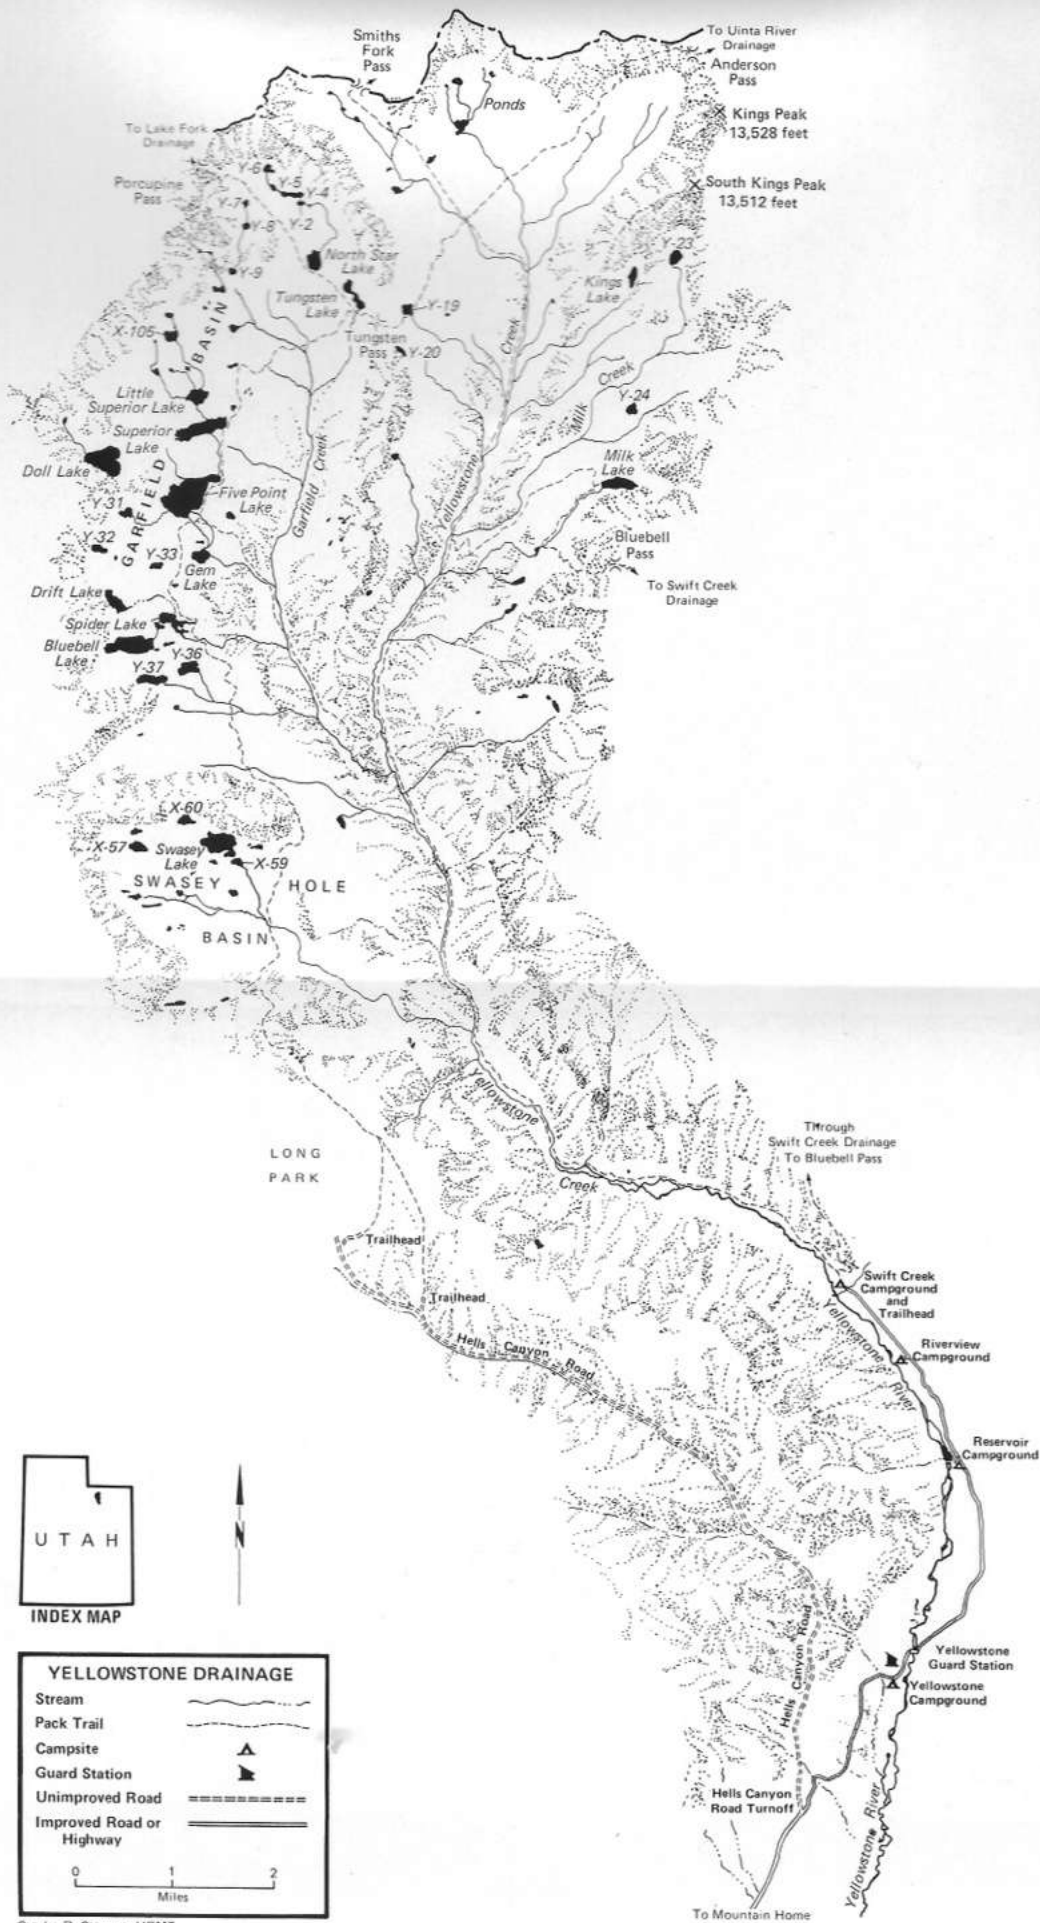 Smiths
Fork
Pass
To Uinta River
Drainage
Anderson
Pass
Ponds
Kings Peak
13,528 feet
To Lake Fork
Drainage
Porcupine
Pass
South Kings Peak
13,512 feet
Y-6
Y-5
Y-4
Y-7
Y-8
Y-2
Y-9
North Star
Lake
Y-23
Kings
Lake
Tungsten
Lake
Y-19
Tungsten
Pass
Y-20
X-105
BASIN
Creek
Creek
Milk
Y-24
Little
Superior Lake
Superior
Lake
Doll Lake
GARFIELD
Garfield Creek
Yellowstone
Milk
Lake
Five Point
Lake
Y-31
Y-32
Y-33
Gem
Lake
Bluebell
Pass
To Swift Creek
Drainage
Drift Lake
Spider Lake
Bluebell
Lake
Y-36
Y-37
X-60
X-57
Swasey
Lake
X-59
SWASEY HOLE
BASIN
Yellowstone
Creek
LONG
PARK
Through
Swift Creek Drainage
To Bluebell Pass
Trailhead
Trailhead
Hells Canyon Road
Swift Creek
Campground
and
Trailhead
Yellowstone River
Riverview
Campground
Reservoir
Campground
UTAH
INDEX MAP
N
Hells Canyon Road
Yellowstone
Guard Station
Yellowstone
Campground
Hells Canyon
Road Turnoff
Yellowstone River
To Mountain Home
YELLOWSTONE DRAINAGE
Stream
Pack Trail
Campsite
Guard Station
Unimproved Road
Improved Road or
Highway
0 1 2
Miles